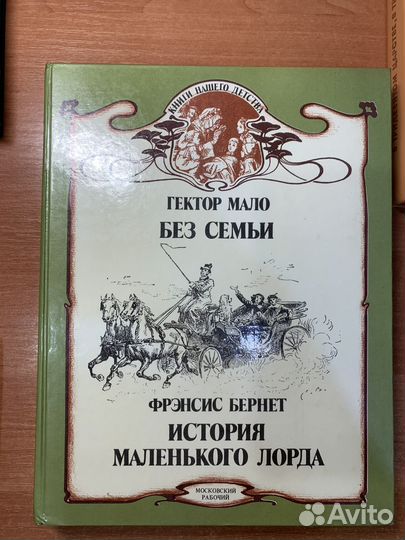 КНИГИ НАШЕГО ДЕТСТВА
ГЕКТОР МАЛО
БЕЗ СЕМЬИ
ФРЭНСИС БЕРНЕТ
ИСТОРИЯ
МАЛЕНЬКОГО ЛОРДА
МОСКОВСКИЙ
РАБОЧИЙ
Avito